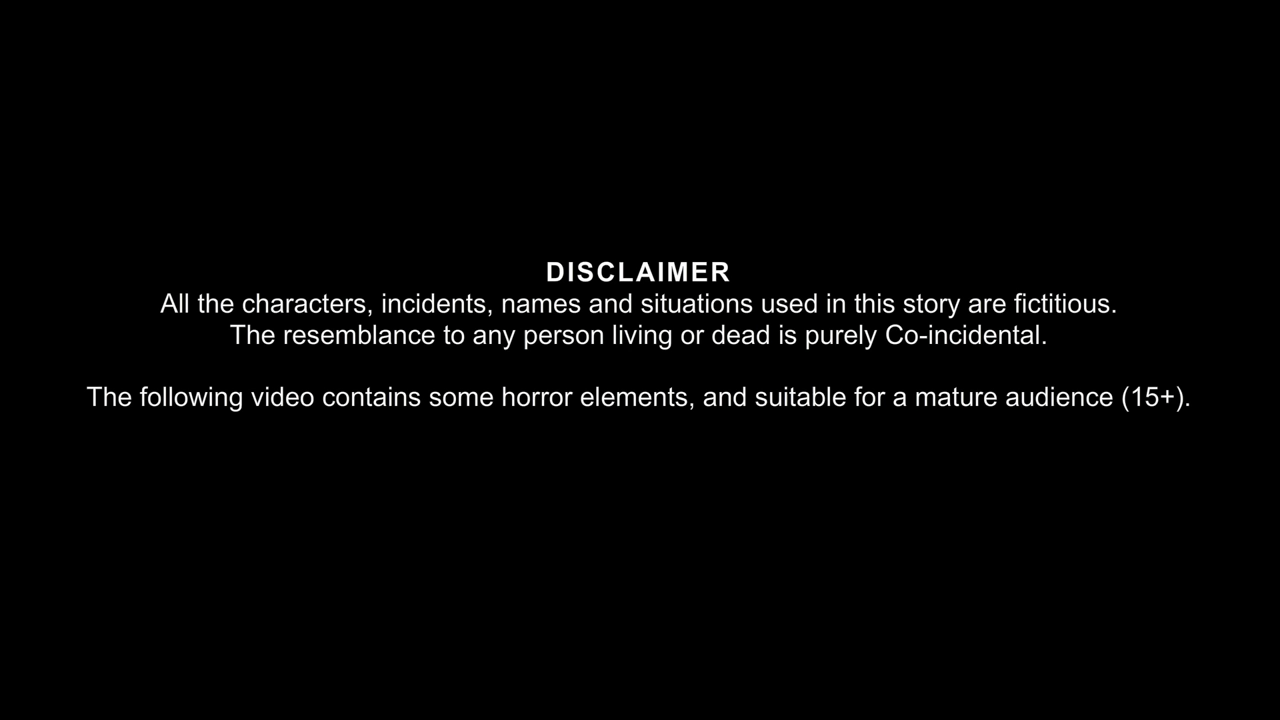 DISCLAIMER
All the characters, incidents, names and situations used in this story are fictitious.
The resemblance to any person living or dead is purely Co-incidental.
The following video contains some horror elements, and suitable for a mature audience (15+).